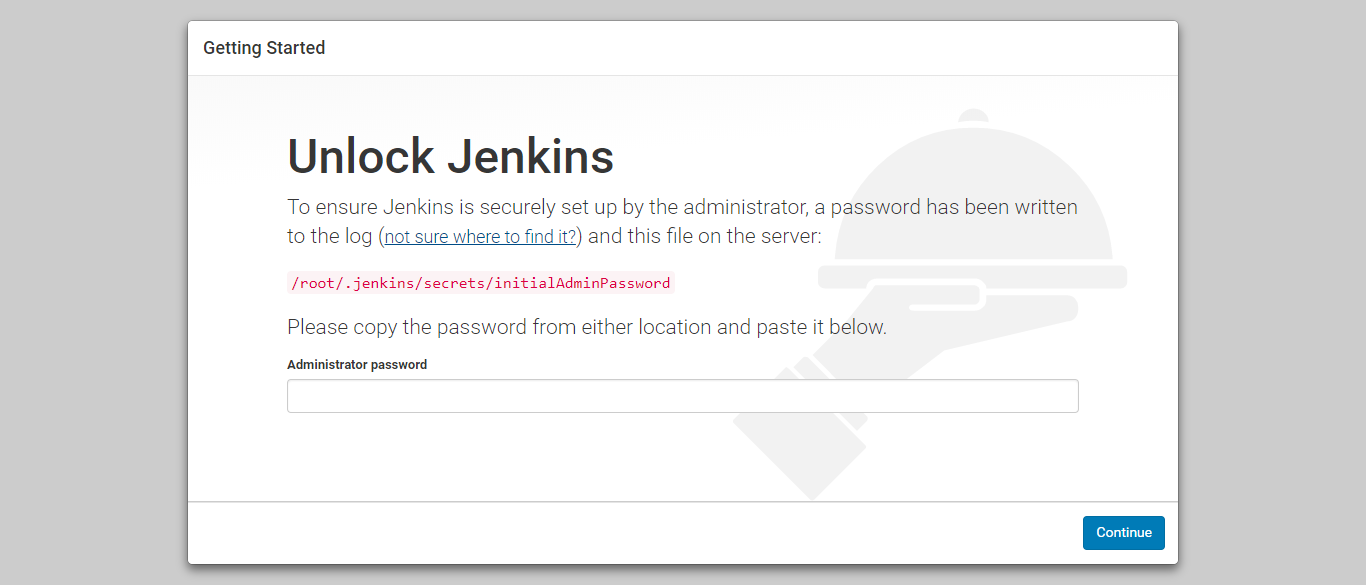 Getting Started
Unlock Jenkins
To ensure Jenkins is securely set up by the administrator, a password has been written
to the log (not sure where to find it?) and this file on the server:
/root/.jenkins/secrets/initialAdminPassword
Please copy the password from either location and paste it below.
Administrator password
Continue